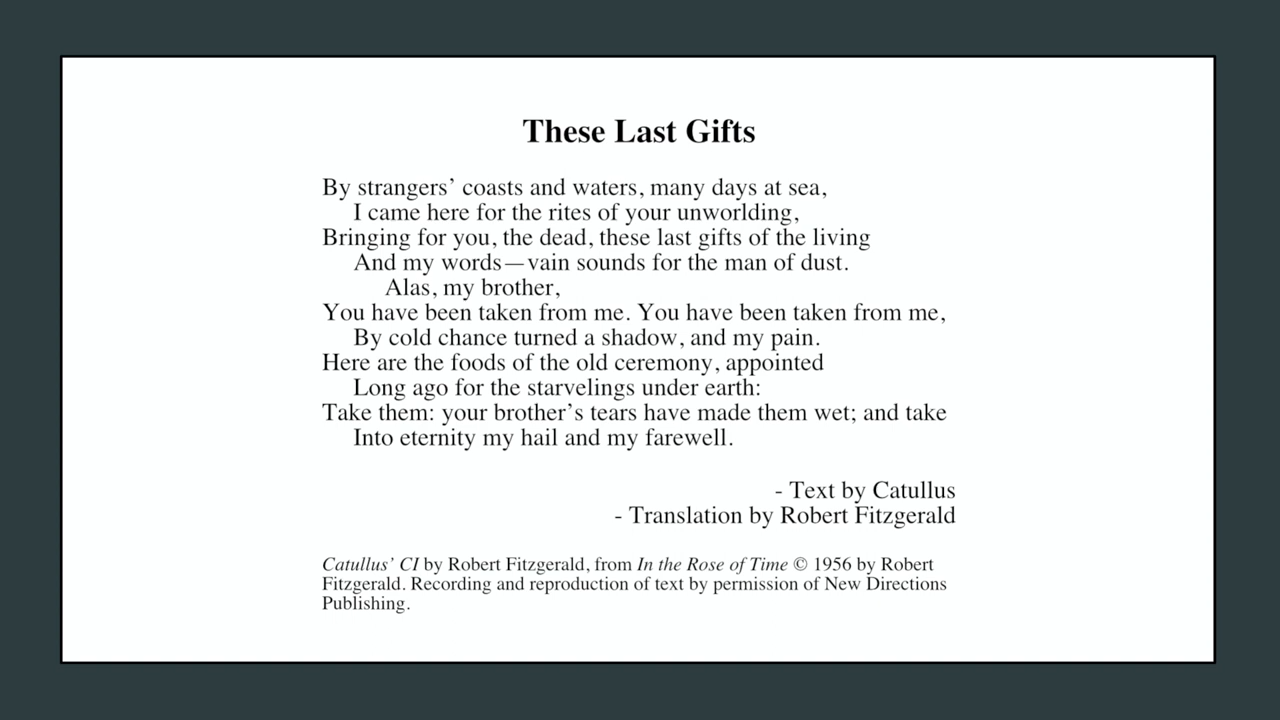 These Last Gifts
By strangers’ coasts and waters, many days at sea,
I came here for the rites of your unworlding,
Bringing for you, the dead, these last gifts of the living
And my words—vain sounds for the man of dust.
Alas, my brother,
You have been taken from me. You have been taken from me,
By cold chance turned a shadow, and my pain.
Here are the foods of the old ceremony, appointed
Long ago for the starvelings under earth:
Take them: your brother’s tears have made them wet; and take
Into eternity my hail and my farewell.
- Text by Catullus
- Translation by Robert Fitzgerald
Catullus’ CI by Robert Fitzgerald, from In the Rose of Time © 1956 by Robert
Fitzgerald. Recording and reproduction of text by permission of New Directions
Publishing.